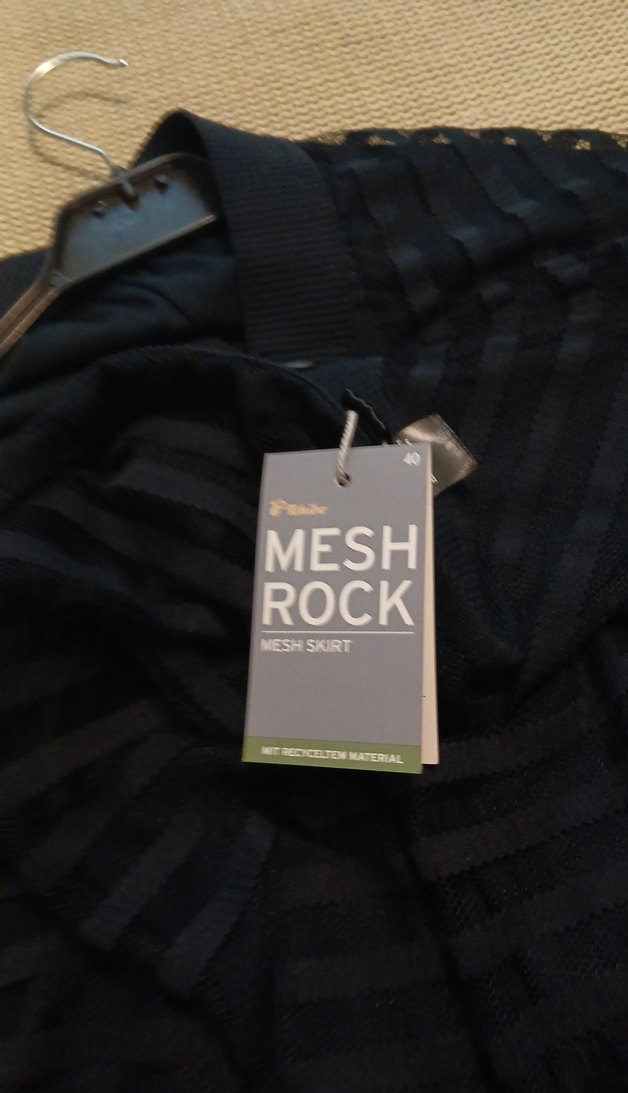 40
Tchibo
MESH
ROCK
MESH SKIRT
MIT RECYCELTEM MATERIAL